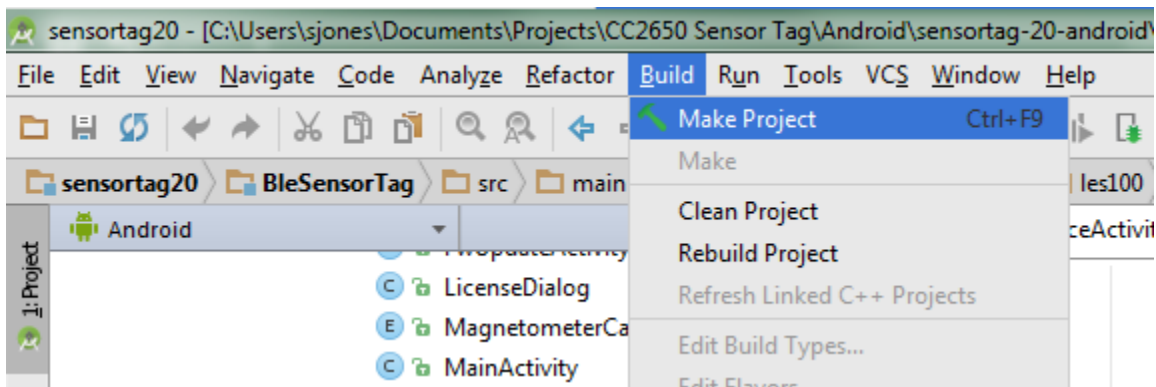 sensortag20 - [C:\Users\sjones\Documents\Projects\CC2650 Sensor Tag\Android\sensortag-20-android\
File Edit View Navigate Code Analyze Refactor Build Run Tools VCS Window Help
Make Project Ctrl+F9
Make
sensortag20 BleSensorTag src main les100
Clean Project
Android ceActivit
Rebuild Project
1: Project
C LicenseDialog
Refresh Linked C++ Projects
E MagnetometerCa
Edit Build Types...
C MainActivity